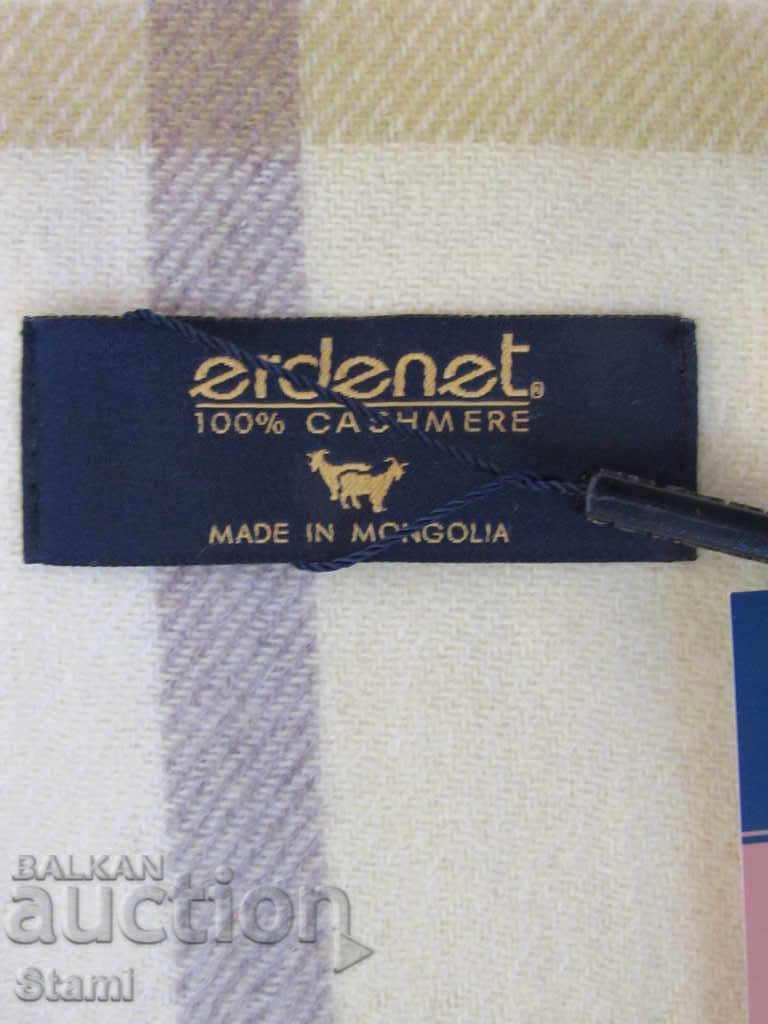 erdenet®
100% CASHMERE
MADE IN MONGOLIA
BALKAN
auction
Stami